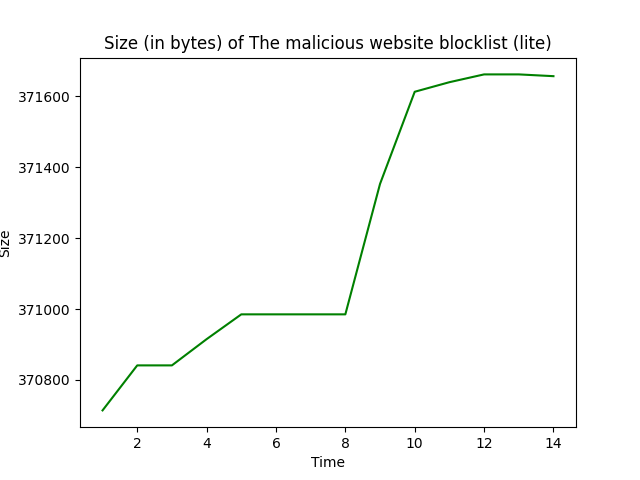 Size (in bytes) of The malicious website blocklist (lite)
371600
371400
371200
371000
370800
Size
2 4 6 8 10 12 14
Time